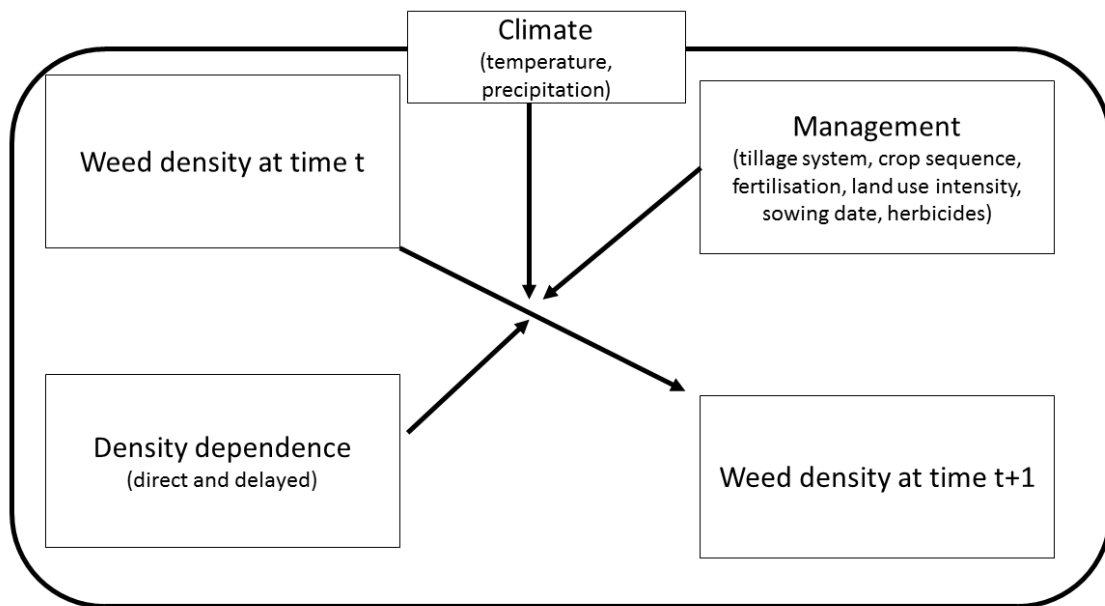 Climate
(temperature,
precipitation)
Weed density at time t
Management
(tillage system, crop sequence,
fertilisation, land use intensity,
sowing date, herbicides)
Density dependence
(direct and delayed)
Weed density at time t+1